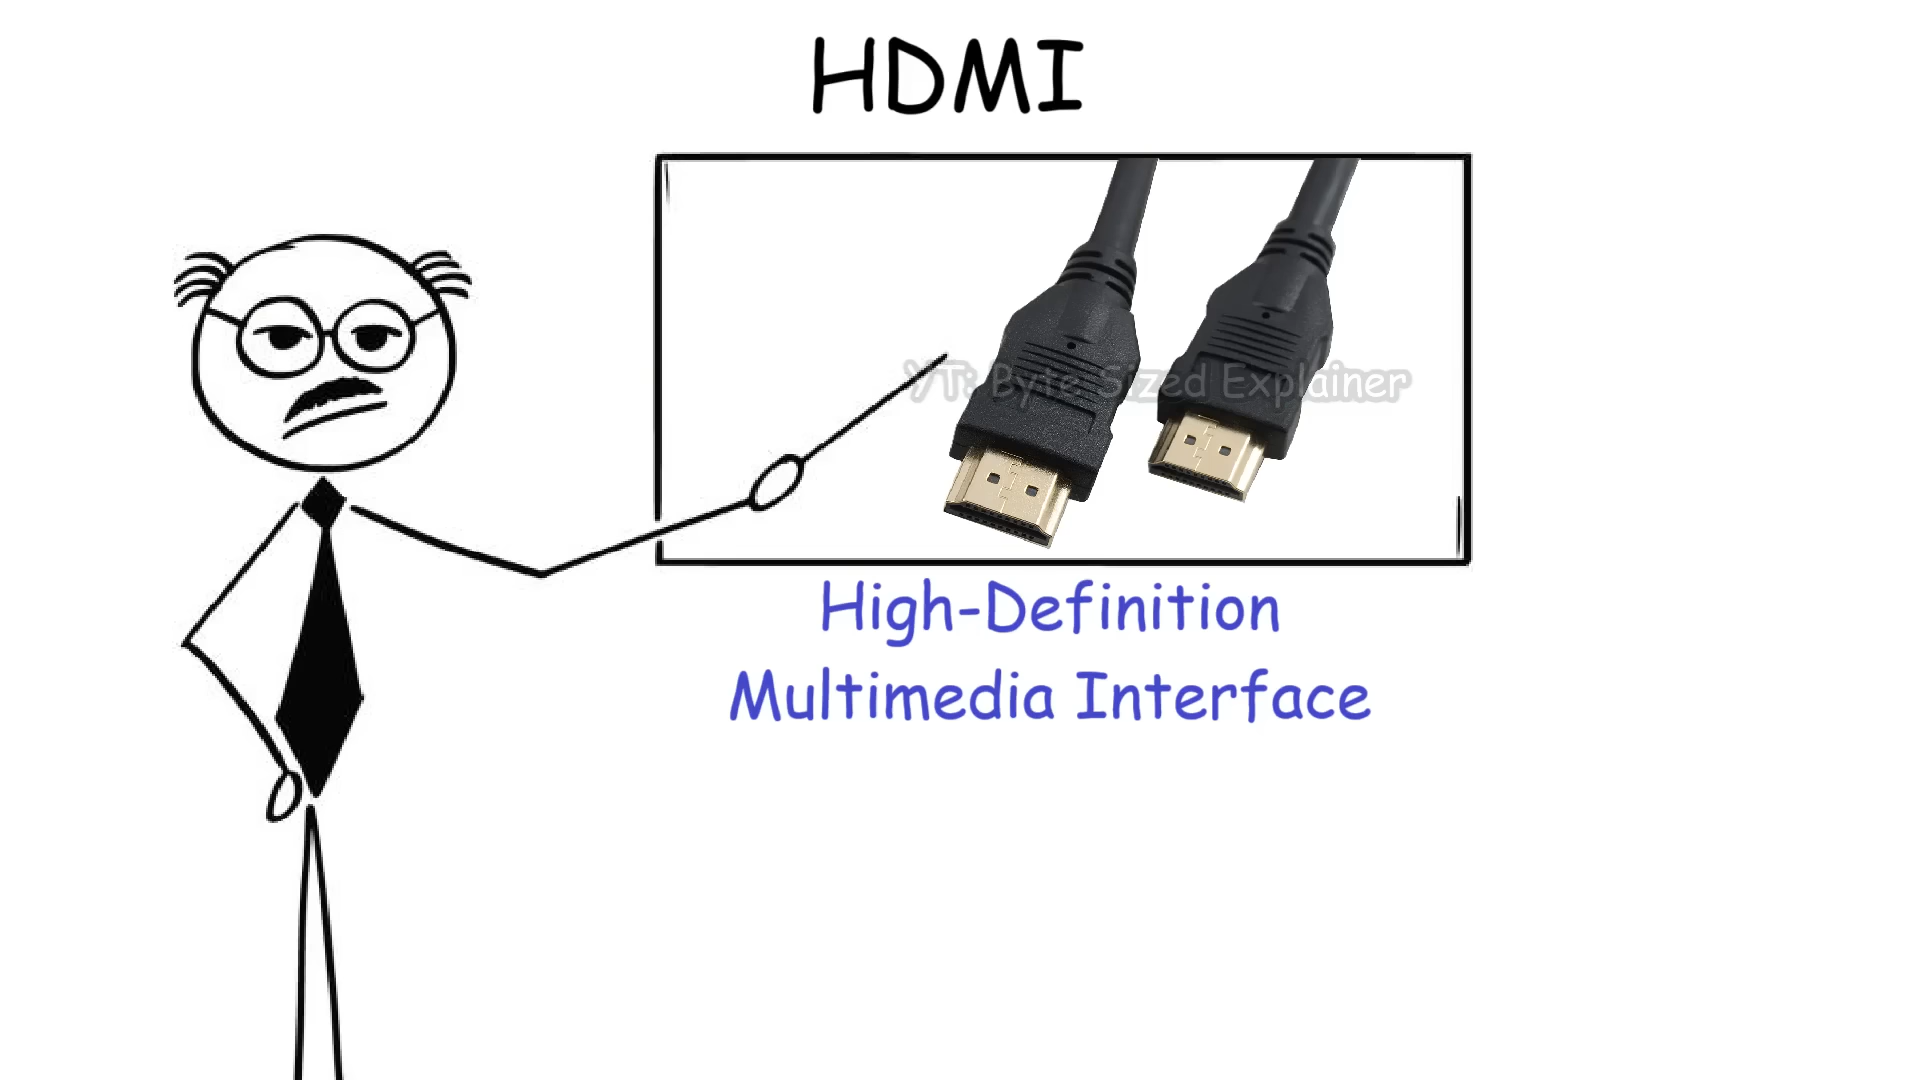 HDMI
YT: Byte Sized Explainer
High-Definition
Multimedia Interface